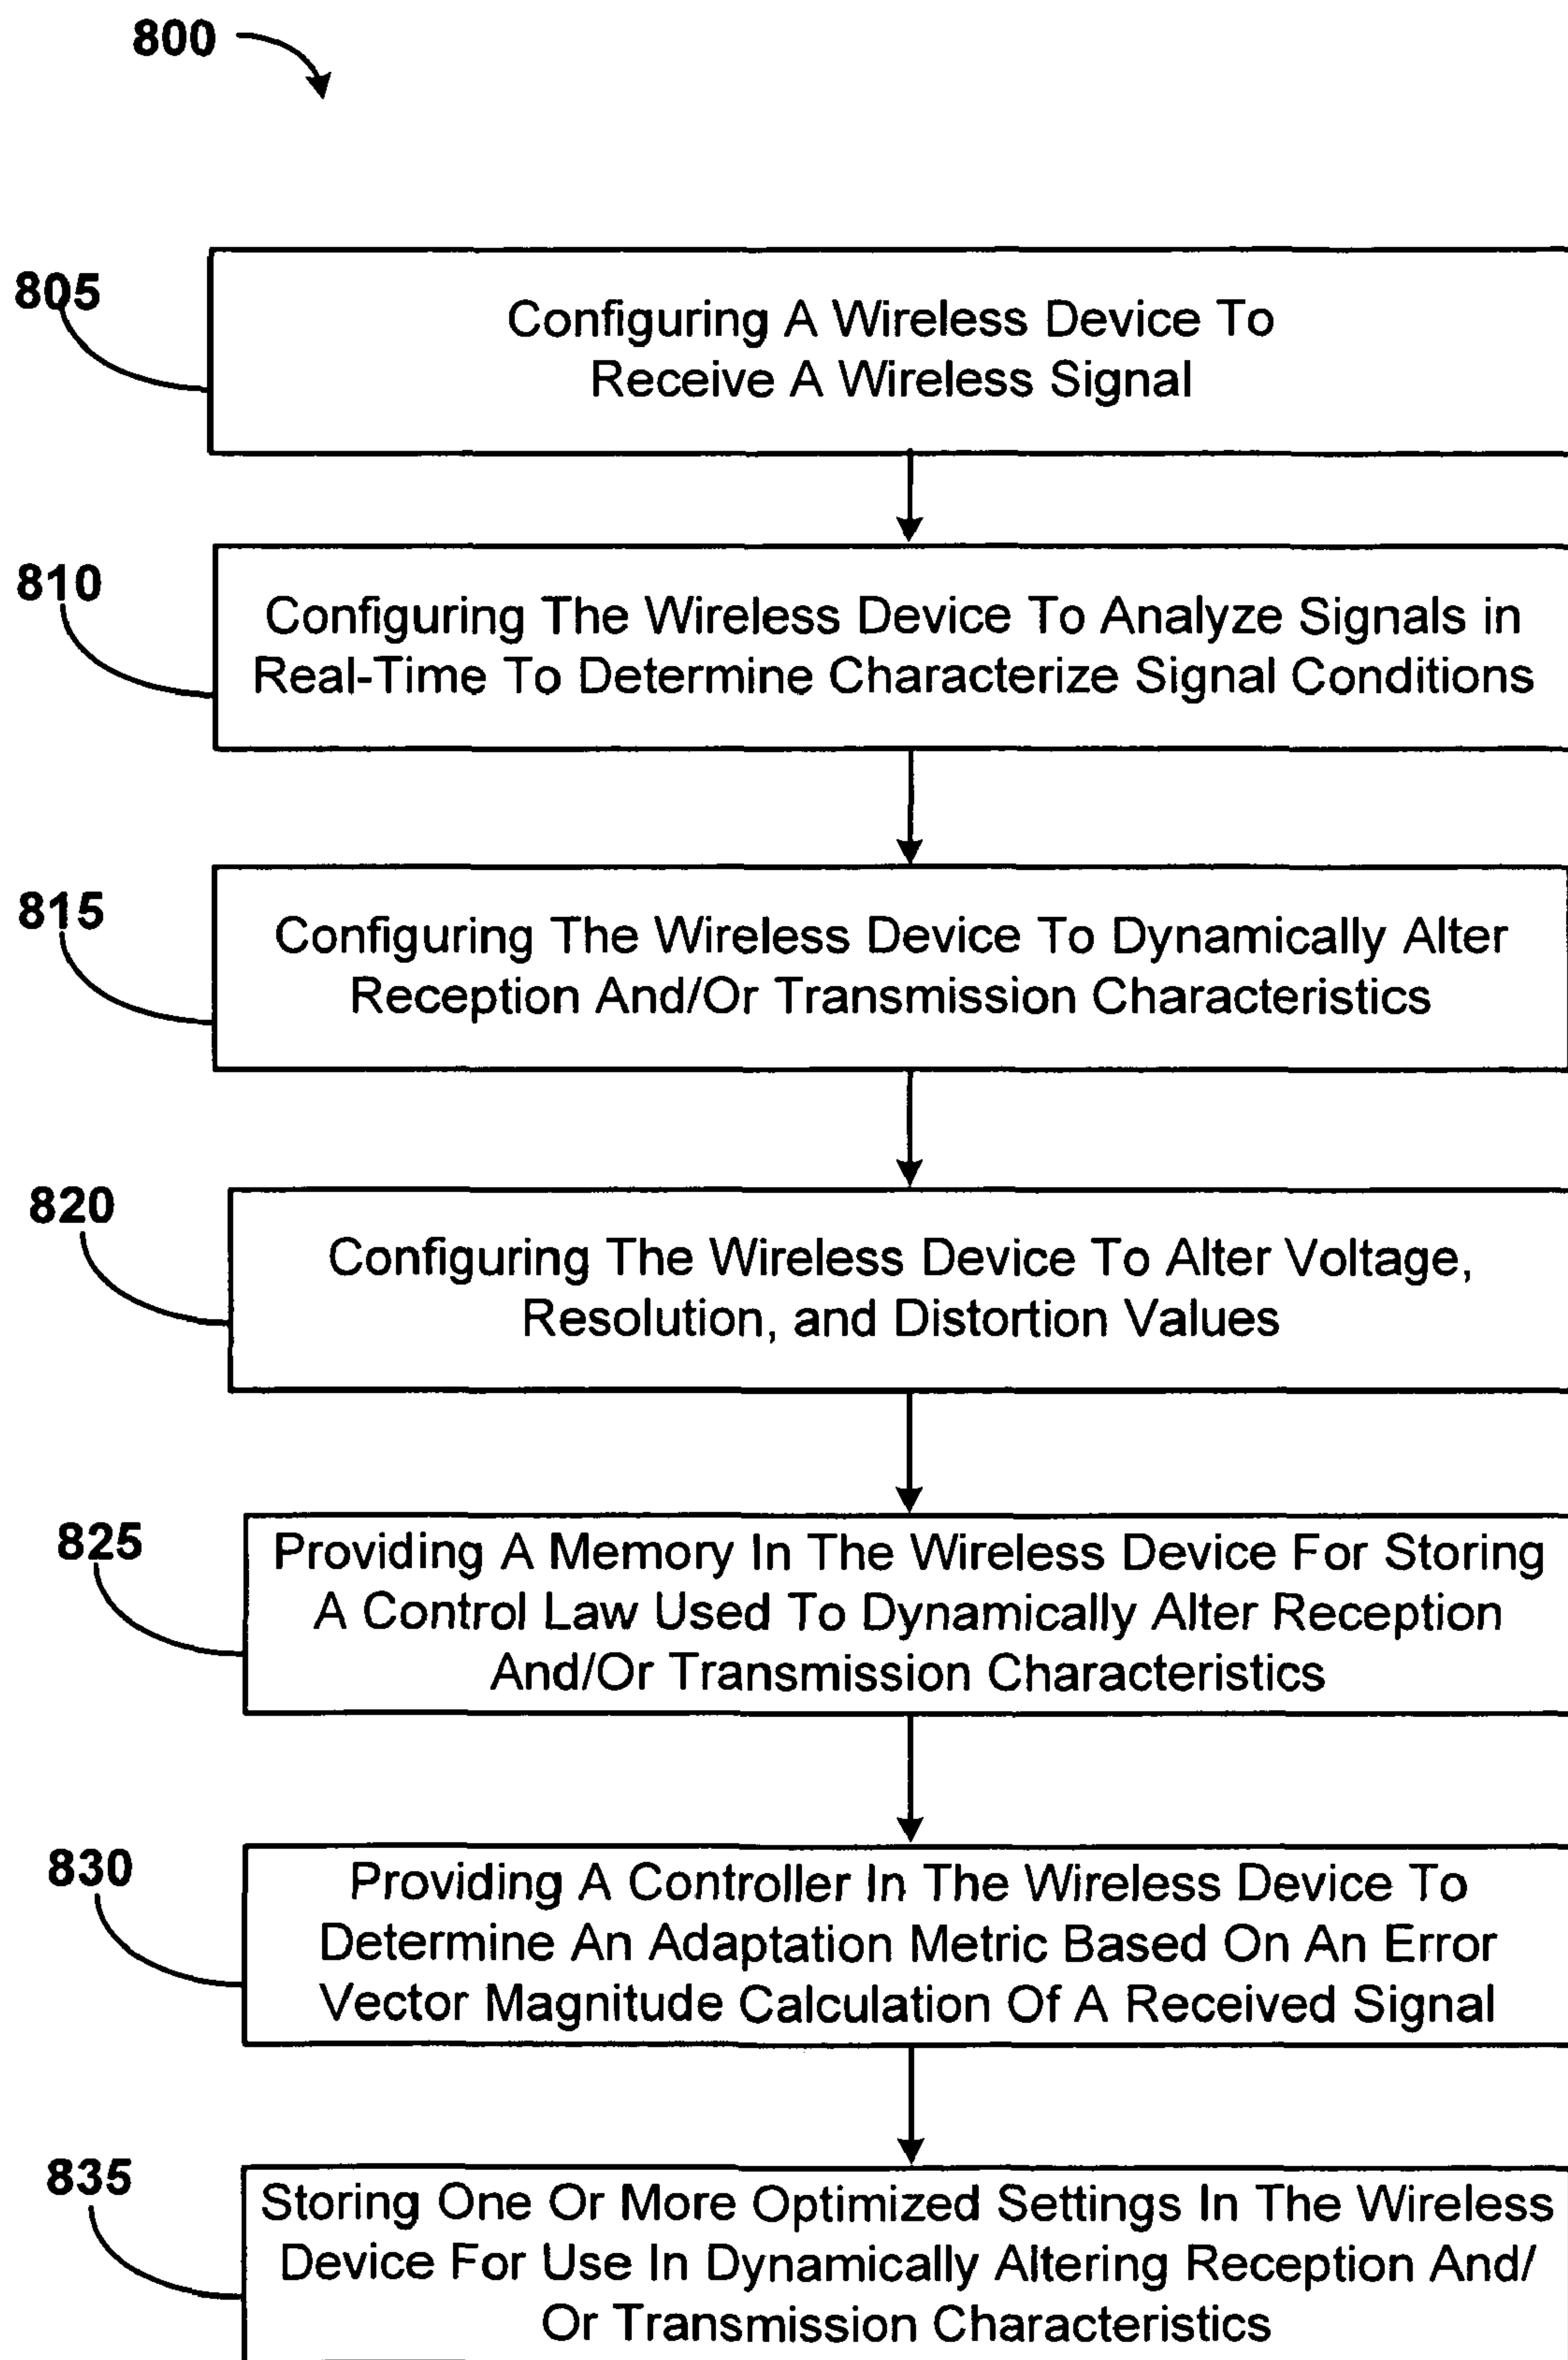 800
805
Configuring A Wireless Device To
Receive A Wireless Signal
810
Configuring The Wireless Device To Analyze Signals in
Real-Time To Determine Characterize Signal Conditions
815
Configuring The Wireless Device To Dynamically Alter
Reception And/Or Transmission Characteristics
820
Configuring The Wireless Device To Alter Voltage,
Resolution, and Distortion Values
825
Providing A Memory In The Wireless Device For Storing
A Control Law Used To Dynamically Alter Reception
And/Or Transmission Characteristics
830
Providing A Controller In The Wireless Device To
Determine An Adaptation Metric Based On An Error
Vector Magnitude Calculation Of A Received Signal
835
Storing One Or More Optimized Settings In The Wireless
Device For Use In Dynamically Altering Reception And/
Or Transmission Characteristics